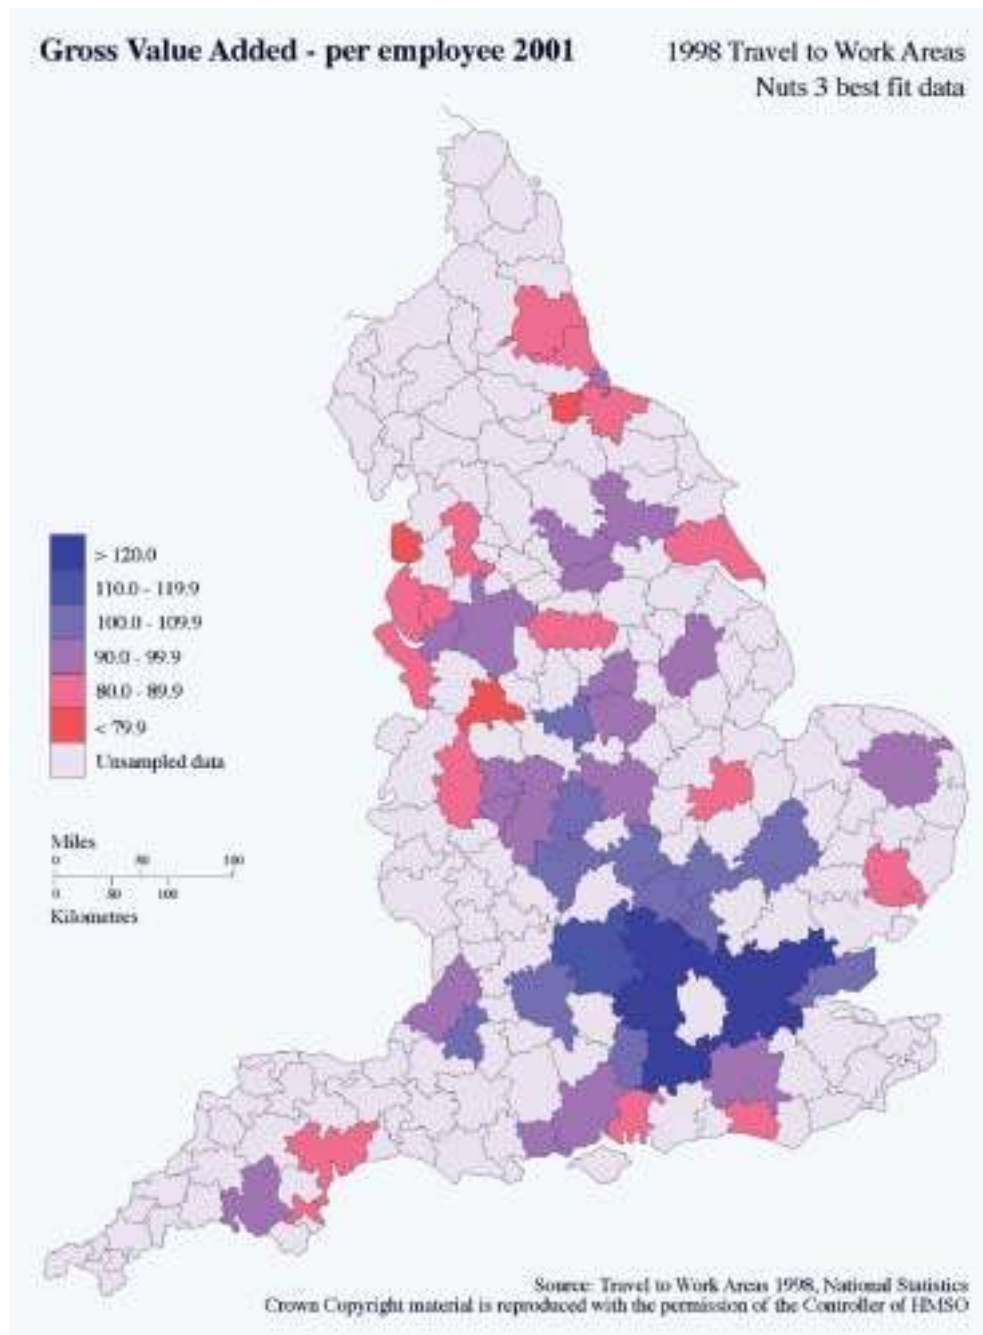 Gross Value Added - per employee 2001
1998 Travel to Work Areas
Nuts 3 best fit data
> 120.0
110.0 - 119.9
100.0 - 109.9
90.0 - 99.9
80.0 - 89.9
< 79.9
Unsampled data
Miles
0 50 100
0 50 100
Kilometres
Source: Travel to Work Areas 1998, National Statistics
Crown Copyright material is reproduced with the permission of the Controller of HMSO